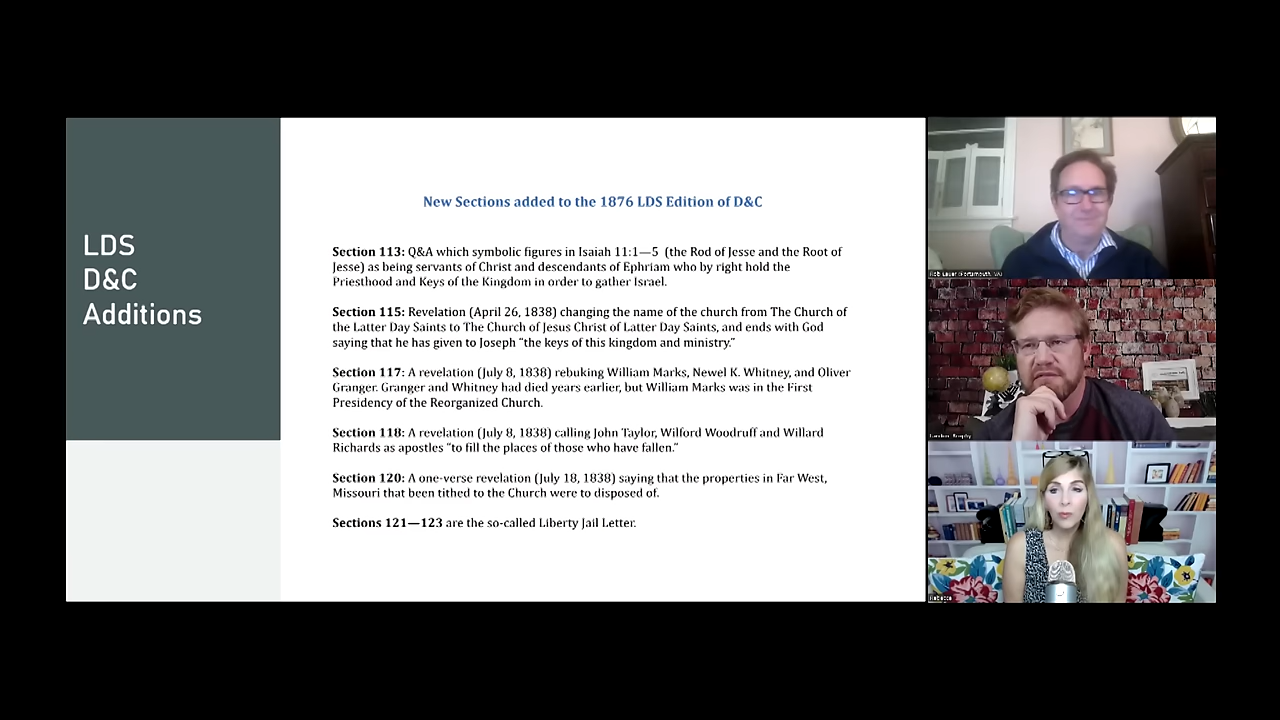 LDS
D&C
Additions
New Sections added to the 1876 LDS Edition of D&C
Section 113: Q&A which symbolic figures in Isaiah 11:1—5 (the Rod of Jesse and the Root of
Jesse) as being servants of Christ and descendants of Ephriam who by right hold the
Priesthood and Keys of the Kingdom in order to gather Israel.
Section 115: Revelation (April 26, 1838) changing the name of the church from The Church of
the Latter Day Saints to The Church of Jesus Christ of Latter Day Saints, and ends with God
saying that he has given to Joseph “the keys of this kingdom and ministry.”
Section 117: A revelation (July 8, 1838) rebuking William Marks, Newel K. Whitney, and Oliver
Granger. Granger and Whitney had died years earlier, but William Marks was in the First
Presidency of the Reorganized Church.
Section 118: A revelation (July 8, 1838) calling John Taylor, Wilford Woodruff and Willard
Richards as apostles “to fill the places of those who have fallen.”
Section 120: A one-verse revelation (July 18, 1838) saying that the properties in Far West,
Missouri that been tithed to the Church were to disposed of.
Sections 121—123 are the so-called Liberty Jail Letter.